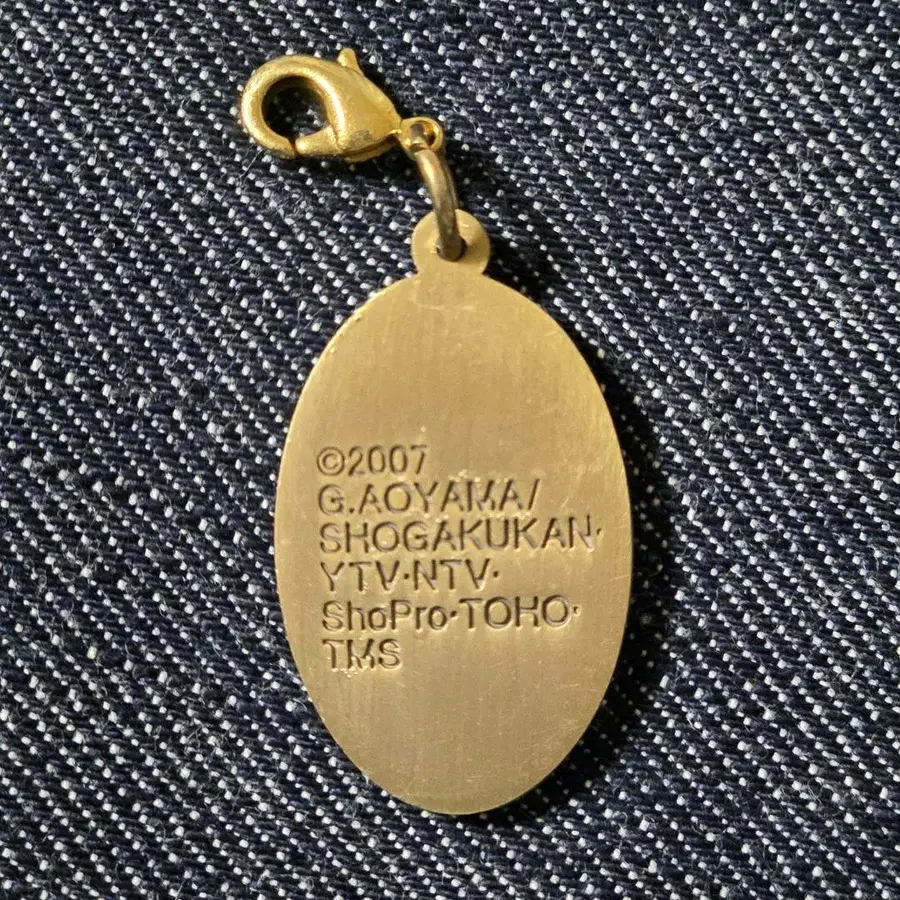 ©2007
G.AOYAMA/
SHOGAKUKAN·
YTV·NTV·
ShoPro·TOHO·
TMS